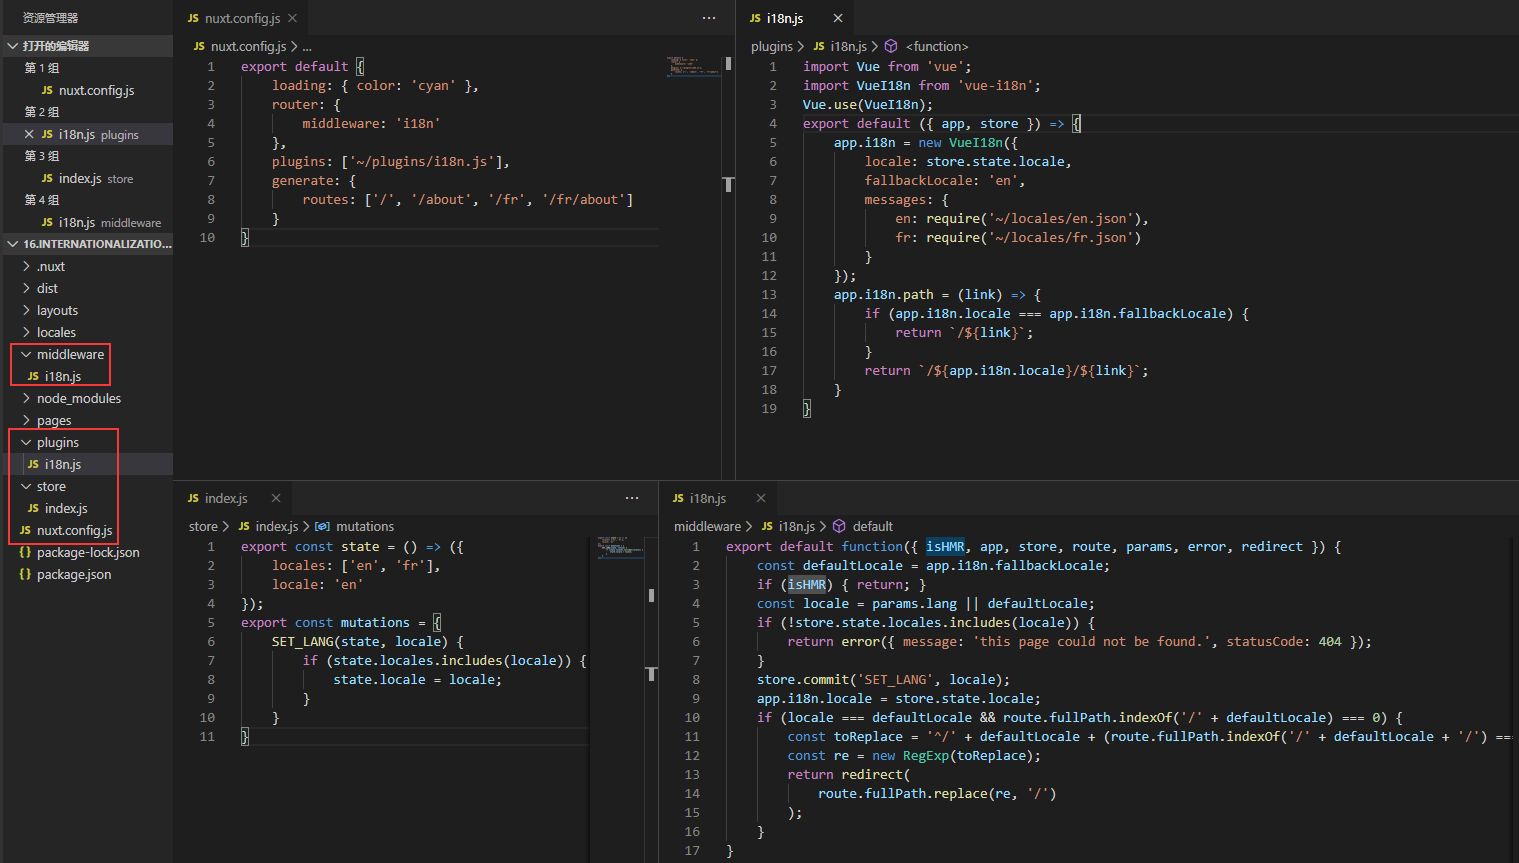 资源管理器
打开的编辑器
第 1 组
JS nuxt.config.js
第 2 组
JS i18n.js plugins
第 3 组
JS index.js store
第 4 组
JS i18n.js middleware
16.INTERNATIONALIZATIO...
.nuxt
dist
layouts
locales
middleware
JS i18n.js
node_modules
pages
plugins
JS i18n.js
store
JS index.js
JS nuxt.config.js
{} package-lock.json
{} package.json
JS nuxt.config.js
JS nuxt.config.js > ...
1 export default {
2 loading: { color: 'cyan' },
3 router: {
4 middleware: 'i18n'
5 },
6 plugins: ['~/plugins/i18n.js'],
7 generate: {
8 routes: ['/', '/about', '/fr', '/fr/about']
9 }
10 }
JS i18n.js
plugins > JS i18n.js > <function>
1 import Vue from 'vue';
2 import VueI18n from 'vue-i18n';
3 Vue.use(VueI18n);
4 export default ({ app, store }) => {
5 app.i18n = new VueI18n({
6 locale: store.state.locale,
7 fallbackLocale: 'en',
8 messages: {
9 en: require('~/locales/en.json'),
10 fr: require('~/locales/fr.json')
11 }
12 });
13 app.i18n.path = (link) => {
14 if (app.i18n.locale === app.i18n.fallbackLocale) {
15 return `/${link}`;
16 }
17 return `/${app.i18n.locale}/${link}`;
18 }
19 }
JS index.js
store > JS index.js > mutations
1 export const state = () => ({
2 locales: ['en', 'fr'],
3 locale: 'en'
4 });
5 export const mutations = {
6 SET_LANG(state, locale) {
7 if (state.locales.includes(locale)) {
8 state.locale = locale;
9 }
10 }
11 }
JS i18n.js
middleware > JS i18n.js > default
1 export default function({ isHMR, app, store, route, params, error, redirect }) {
2 const defaultLocale = app.i18n.fallbackLocale;
3 if (isHMR) { return; }
4 const locale = params.lang || defaultLocale;
5 if (!store.state.locales.includes(locale)) {
6 return error({ message: 'this page could not be found.', statusCode: 404 });
7 }
8 store.commit('SET_LANG', locale);
9 app.i18n.locale = store.state.locale;
10 if (locale === defaultLocale && route.fullPath.indexOf('/' + defaultLocale) === 0) {
11 const toReplace = '^/' + defaultLocale + (route.fullPath.indexOf('/' + defaultLocale + '/') ===
12 const re = new RegExp(toReplace);
13 return redirect(
14 route.fullPath.replace(re, '/')
15 );
16 }
17 }